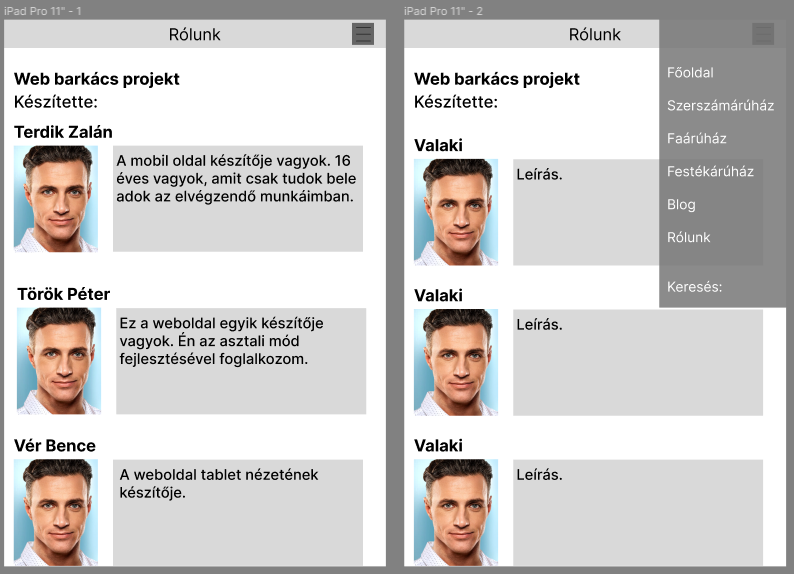 iPad Pro 11" - 1
Rólunk
Web barkács projekt
Készítette:
Terdik Zalán
A mobil oldal készítője vagyok. 16
éves vagyok, amit csak tudok bele
adok az elvégzendő munkáimban.
Török Péter
Ez a weboldal egyik készítője
vagyok. Én az asztali mód
fejlesztésével foglalkozom.
Vér Bence
A weboldal tablet nézetének
készítője.
iPad Pro 11" - 2
Rólunk
Web barkács projekt
Készítette:
Valaki
Leírás.
Valaki
Leírás.
Valaki
Leírás.
Főoldal
Szerszámárúház
Faárúház
Festékárúház
Blog
Rólunk
Keresés: